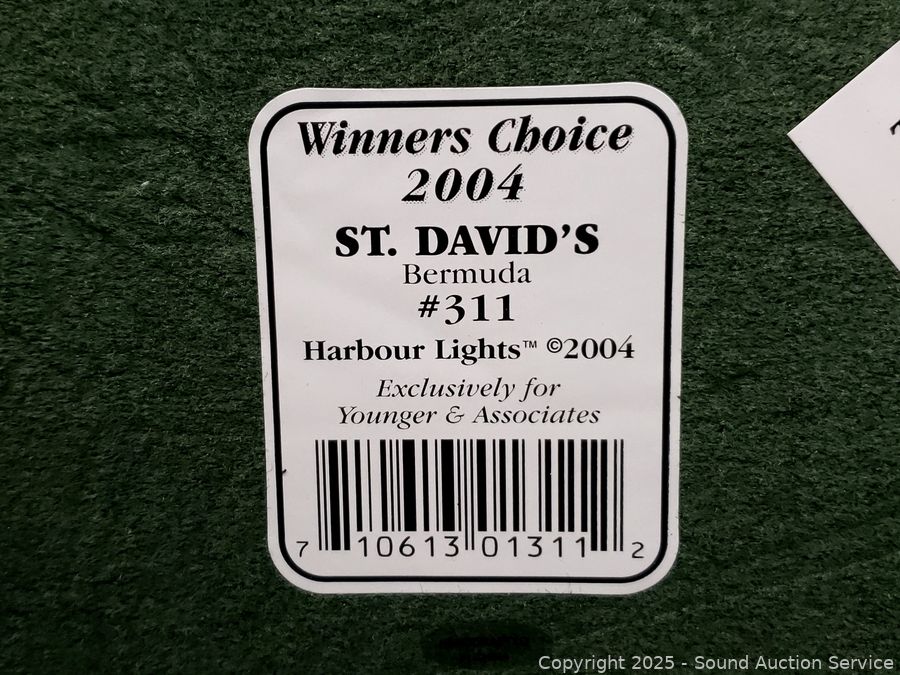 Winners Choice
2004
ST. DAVID'S
Bermuda
#311
Harbour Lights™ ©2004
Exclusively for
Younger & Associates
7 10613 01311 2
Copyright 2025 - Sound Auction Service